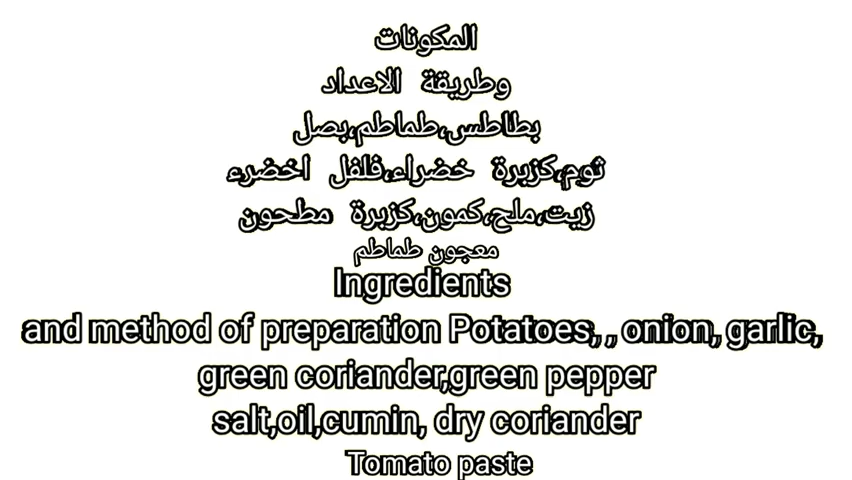 المكونات
وطريقة الاعداد
بطاطس،طماطم،بصل
ثوم،كزبرة خضراء،فلفل اخضرء
زيت،ملح،كمون،كزبرة مطحون
معجون طماطم
Ingredients
and method of preparation Potatoes, , onion, garlic,
green coriander,green pepper
salt,oil,cumin, dry coriander
Tomato paste